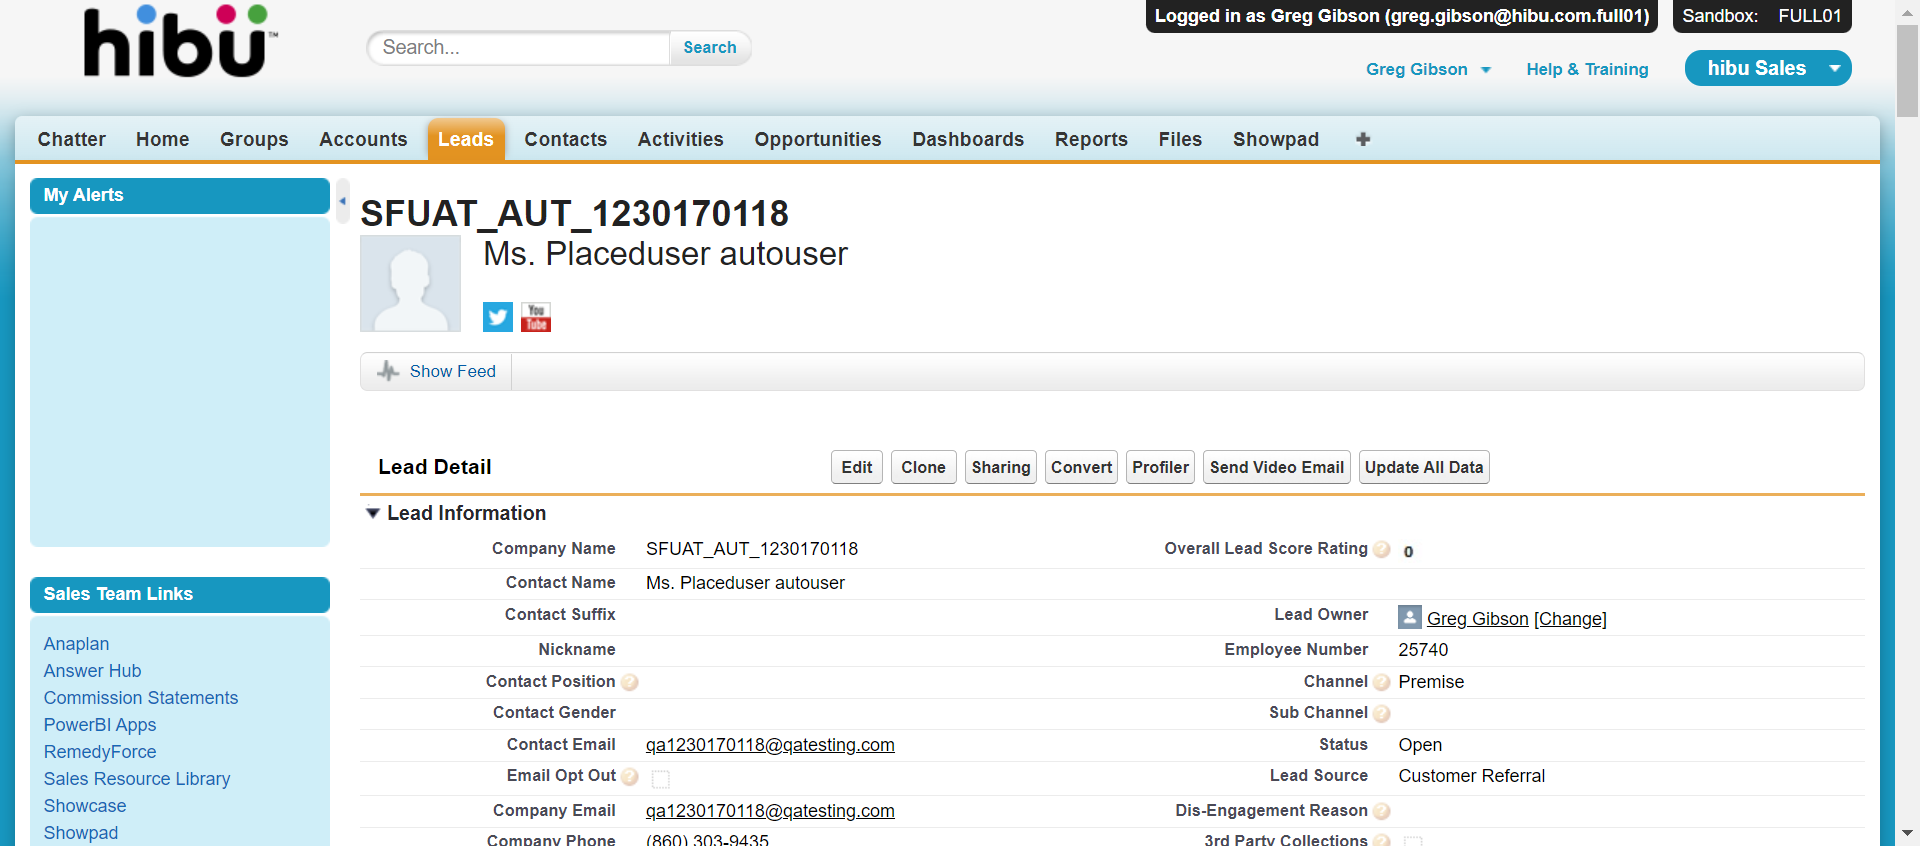 hibü™
Search...
Search
Logged in as Greg Gibson (greg.gibson@hibu.com.full01)
Sandbox: FULL01
Greg Gibson
Help & Training
hibu Sales
Chatter Home Groups Accounts Leads Contacts Activities Opportunities Dashboards Reports Files Showpad
My Alerts
Sales Team Links
Anaplan
Answer Hub
Commission Statements
PowerBI Apps
RemedyForce
Sales Resource Library
Showcase
Showpad
SFUAT_AUT_1230170118
Ms. Placeduser autouser
You
Tube
Show Feed
Lead Detail
Edit Clone Sharing Convert Profiler Send Video Email Update All Data
Lead Information
Company Name SFUAT_AUT_1230170118 Overall Lead Score Rating ? 0
Contact Name Ms. Placeduser autouser
Contact Suffix Lead Owner Greg Gibson [Change]
Nickname Employee Number 25740
Contact Position ? Channel ? Premise
Contact Gender Sub Channel ?
Contact Email qa1230170118@qatesting.com Status Open
Email Opt Out ? Lead Source Customer Referral
Company Email qa1230170118@qatesting.com Dis-Engagement Reason ?
Company Phone (860) 303-9435 3rd Party Collections ?